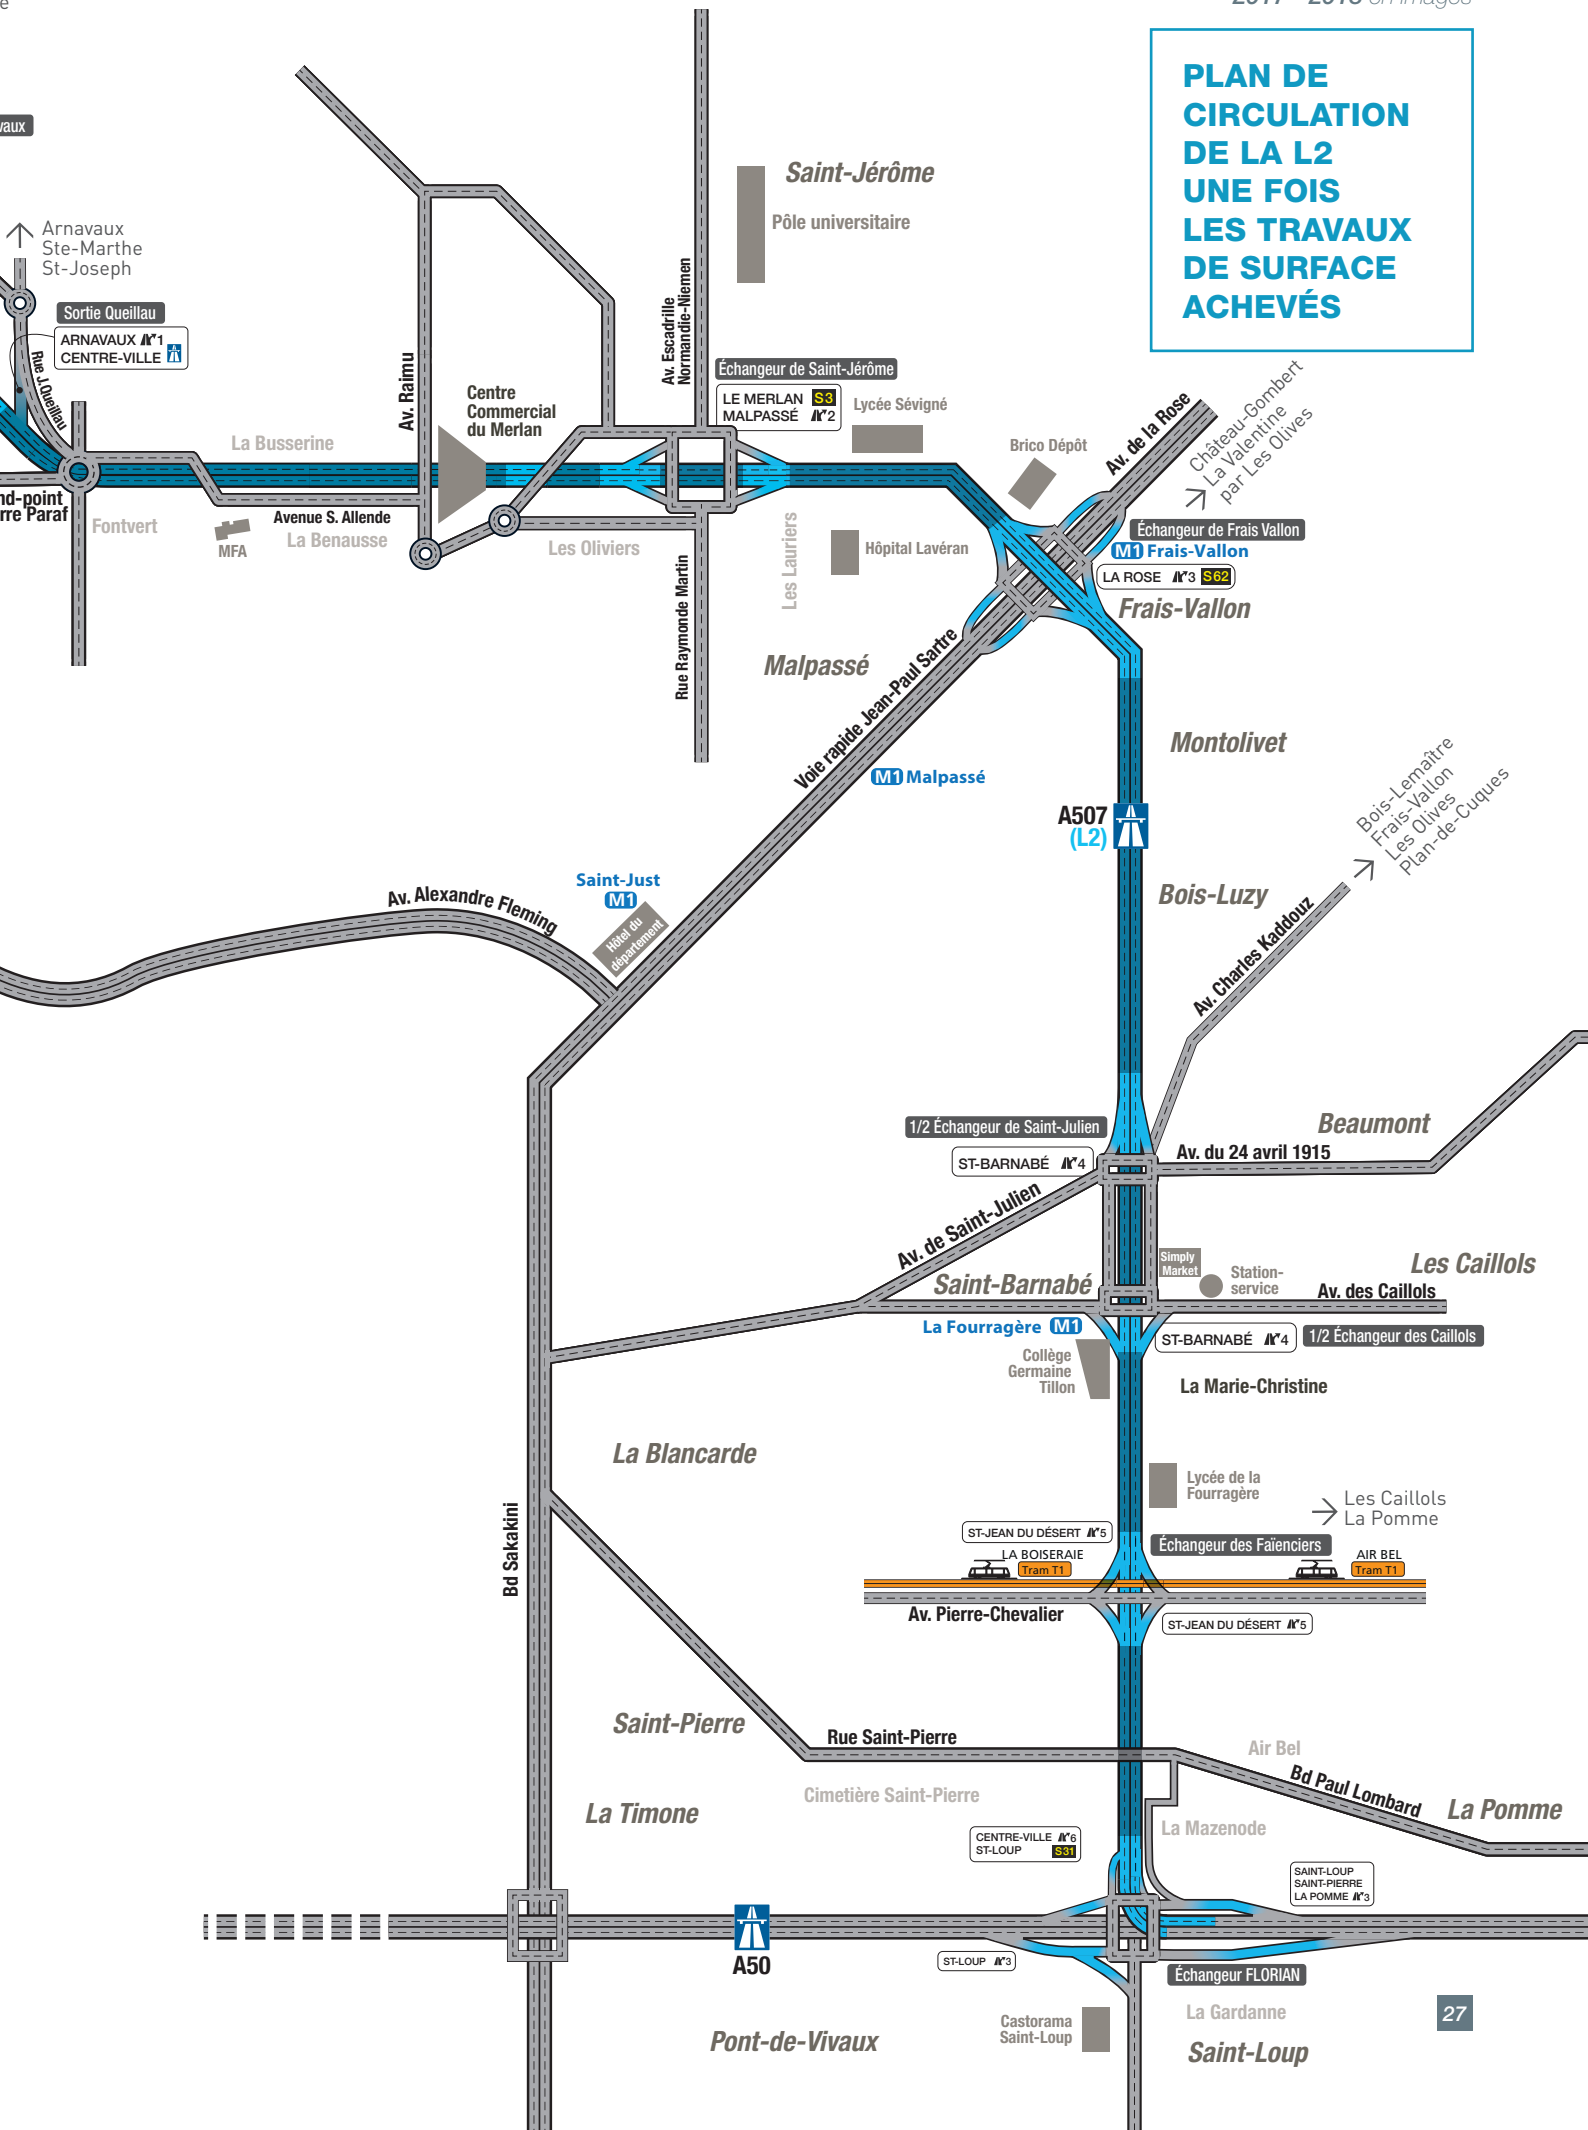 PLAN DE
CIRCULATION
DE LA L2
UNE FOIS
LES TRAVAUX
DE SURFACE
ACHEVÉS
Saint-Jérôme
Pôle universitaire
Arnavaux
Ste-Marthe
St-Joseph
Sortie Queillau
ARNAVAUX 1
CENTRE-VILLE
Rue J.Queillau
Av. Raimu
Av. Escadrille
Normandie-Niemen
Centre
Commercial
du Merlan
Échangeur de Saint-Jérôme
LE MERLAN S3
MALPASSÉ 2
Lycée Sévigné
Brico Dépôt
Av. de la Rose
Château-Gombert
La Valentine
par Les Olives
La Busserine
Fontvert
MFA
Avenue S. Allende
La Benausse
Les Oliviers
Rue Raymonde Martin
Les Lauriers
Hôpital Lavéran
Échangeur de Frais Vallon
M1 Frais-Vallon
LA ROSE 3 S62
Frais-Vallon
Malpassé
Voie rapide Jean-Paul Sartre
M1 Malpassé
Montolivet
A507
(L2)
Bois-Lemaître
Frais-Vallon
Les Olives
Plan-de-Cuques
Saint-Just
M1
Hôtel du
département
Av. Alexandre Fleming
Bois-Luzy
Av. Charles Kaddouz
1/2 Échangeur de Saint-Julien
ST-BARNABÉ 4
Beaumont
Av. du 24 avril 1915
Av. de Saint-Julien
Simply
Market
Station-
service
Les Caillols
Av. des Caillols
Saint-Barnabé
La Fourragère M1
ST-BARNABÉ 4
1/2 Échangeur des Caillols
Collège
Germaine
Tillon
La Marie-Christine
La Blancarde
Lycée de la
Fourragère
Les Caillols
La Pomme
Bd Sakakini
ST-JEAN DU DÉSERT 5
Échangeur des Faïenciers
LA BOISERAIE
Tram T1
AIR BEL
Tram T1
Av. Pierre-Chevalier
ST-JEAN DU DÉSERT 5
Saint-Pierre
Rue Saint-Pierre
Air Bel
Bd Paul Lombard
La Pomme
Cimetière Saint-Pierre
La Timone
La Mazenode
CENTRE-VILLE 6
ST-LOUP S31
SAINT-LOUP
SAINT-PIERRE
LA POMME 3
A50
ST-LOUP 3
Échangeur FLORIAN
La Gardanne
Castorama
Saint-Loup
Pont-de-Vivaux
Saint-Loup
27